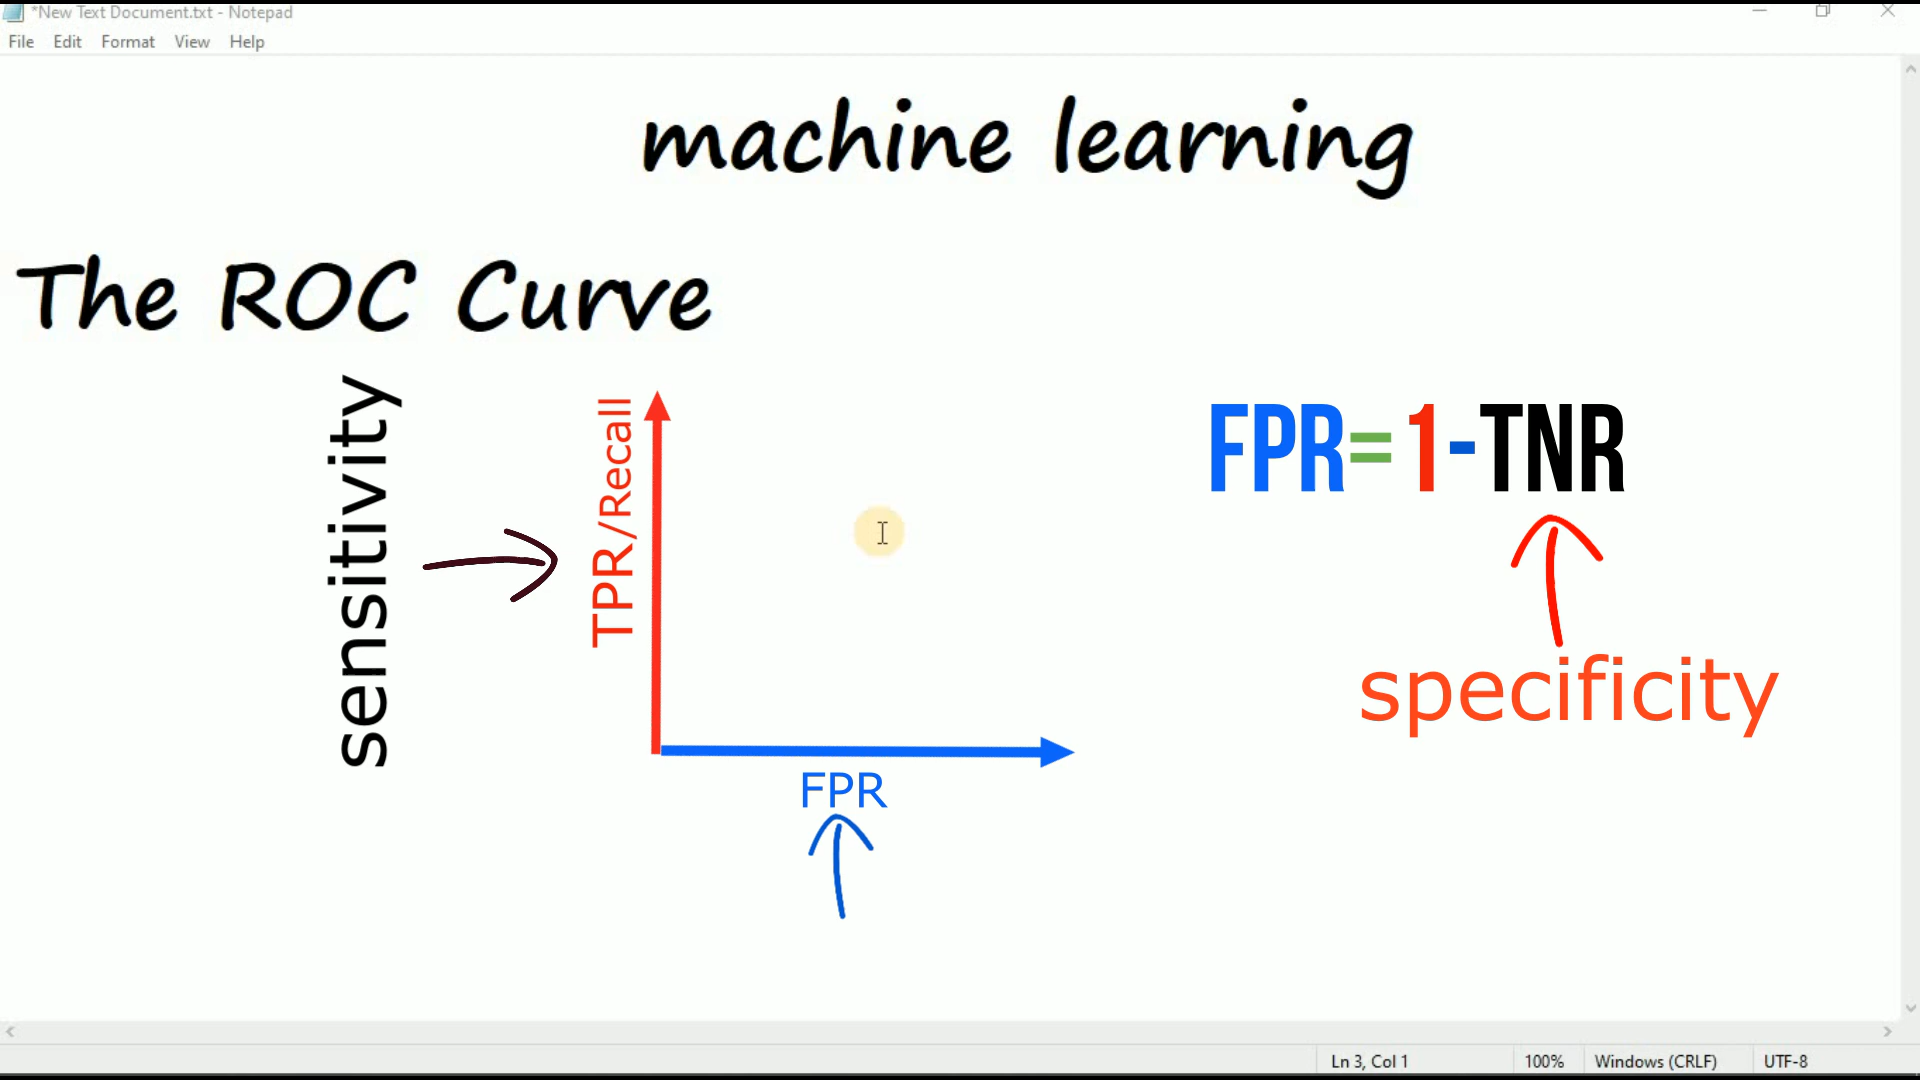 *New Text Document.txt - Notepad
File Edit Format View Help
machine learning
The ROC Curve
sensitivity
TPR/Recall
FPR
FPR=1-TNR
specificity
Ln 3, Col 1 100% Windows (CRLF) UTF-8